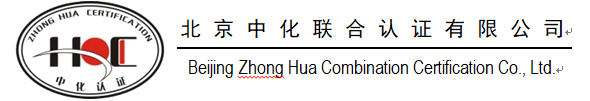 ZHONG HUA CERTIFICATION
HQC
中化认证
北京中化联合认证有限公司
Beijing Zhong Hua Combination Certification Co., Ltd.